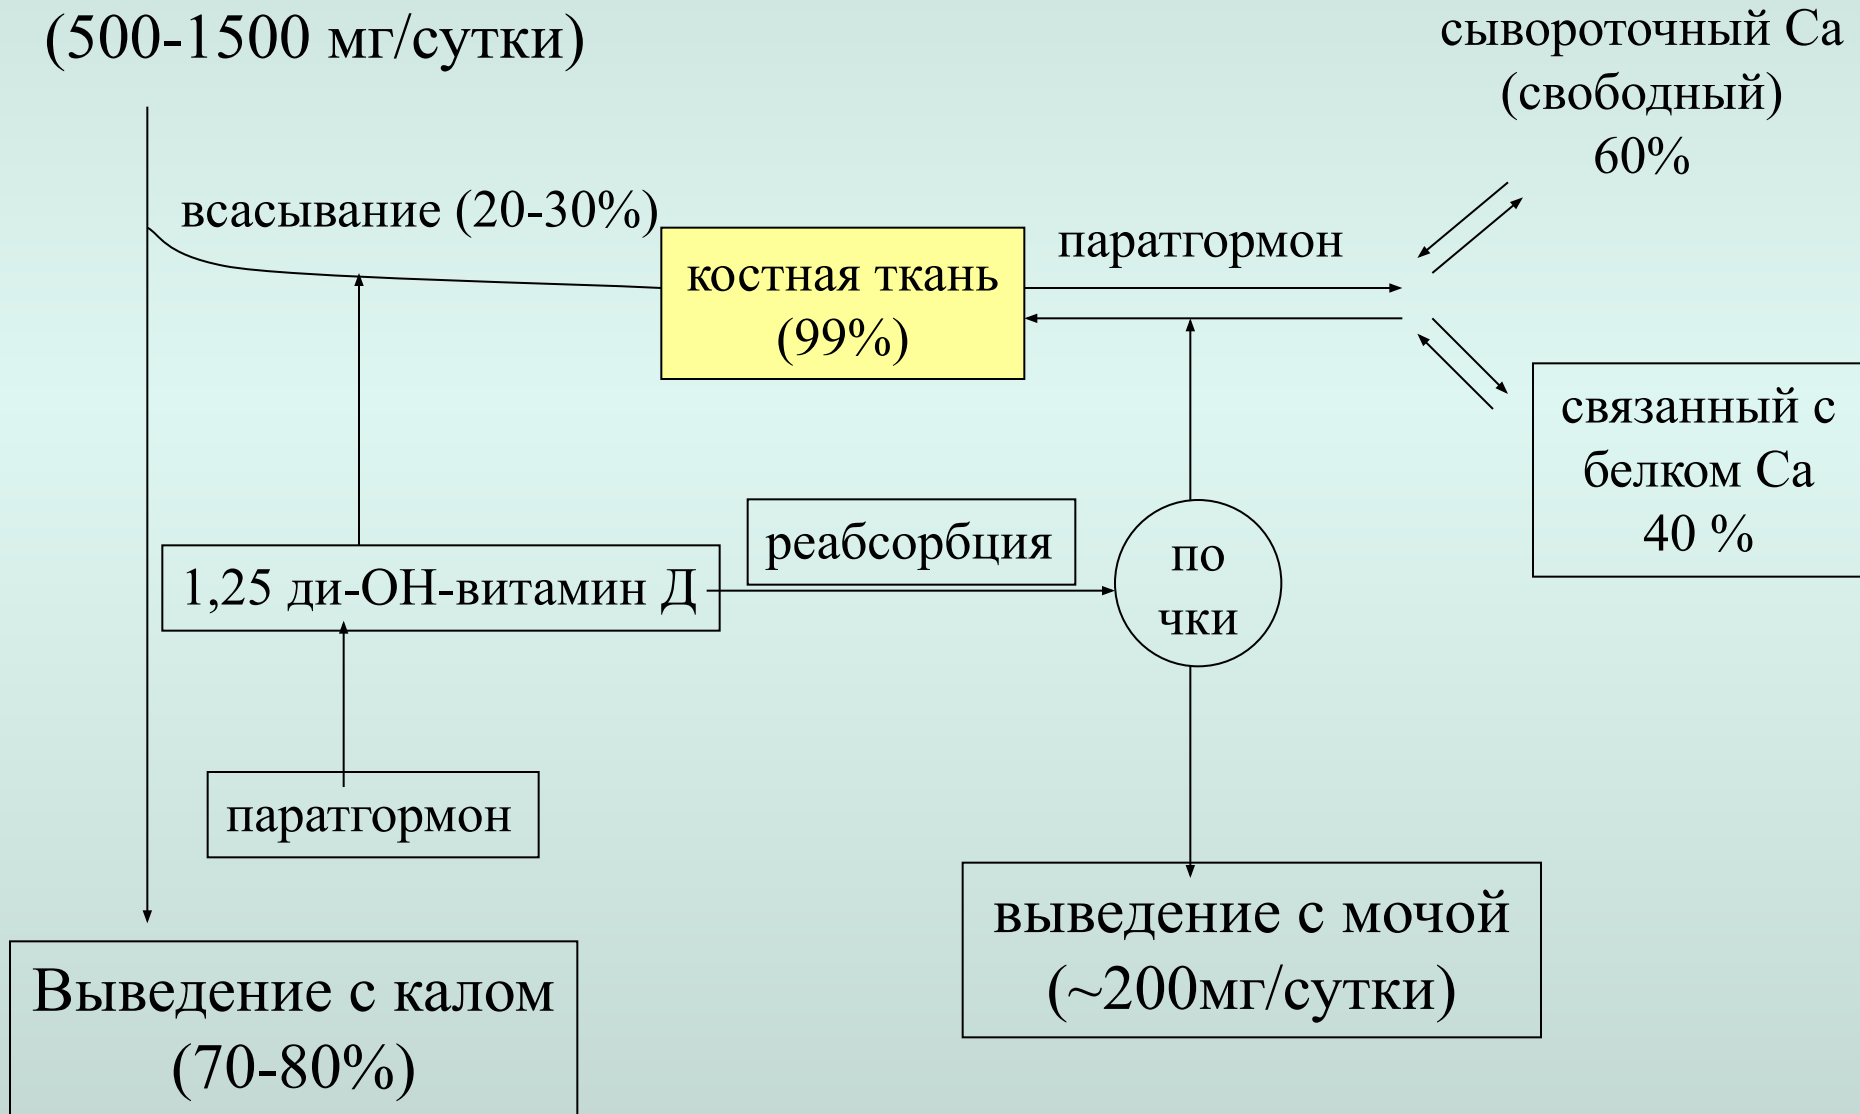 (500-1500 мг/сутки)
сывороточный Са
(свободный)
60%
всасывание (20-30%)
паратгормон
костная ткань
(99%)
связанный с
белком Са
40 %
реабсорбция
по
чки
1,25 ди-ОН-витамин Д
паратгормон
выведение с мочой
(~200мг/сутки)
Выведение с калом
(70-80%)